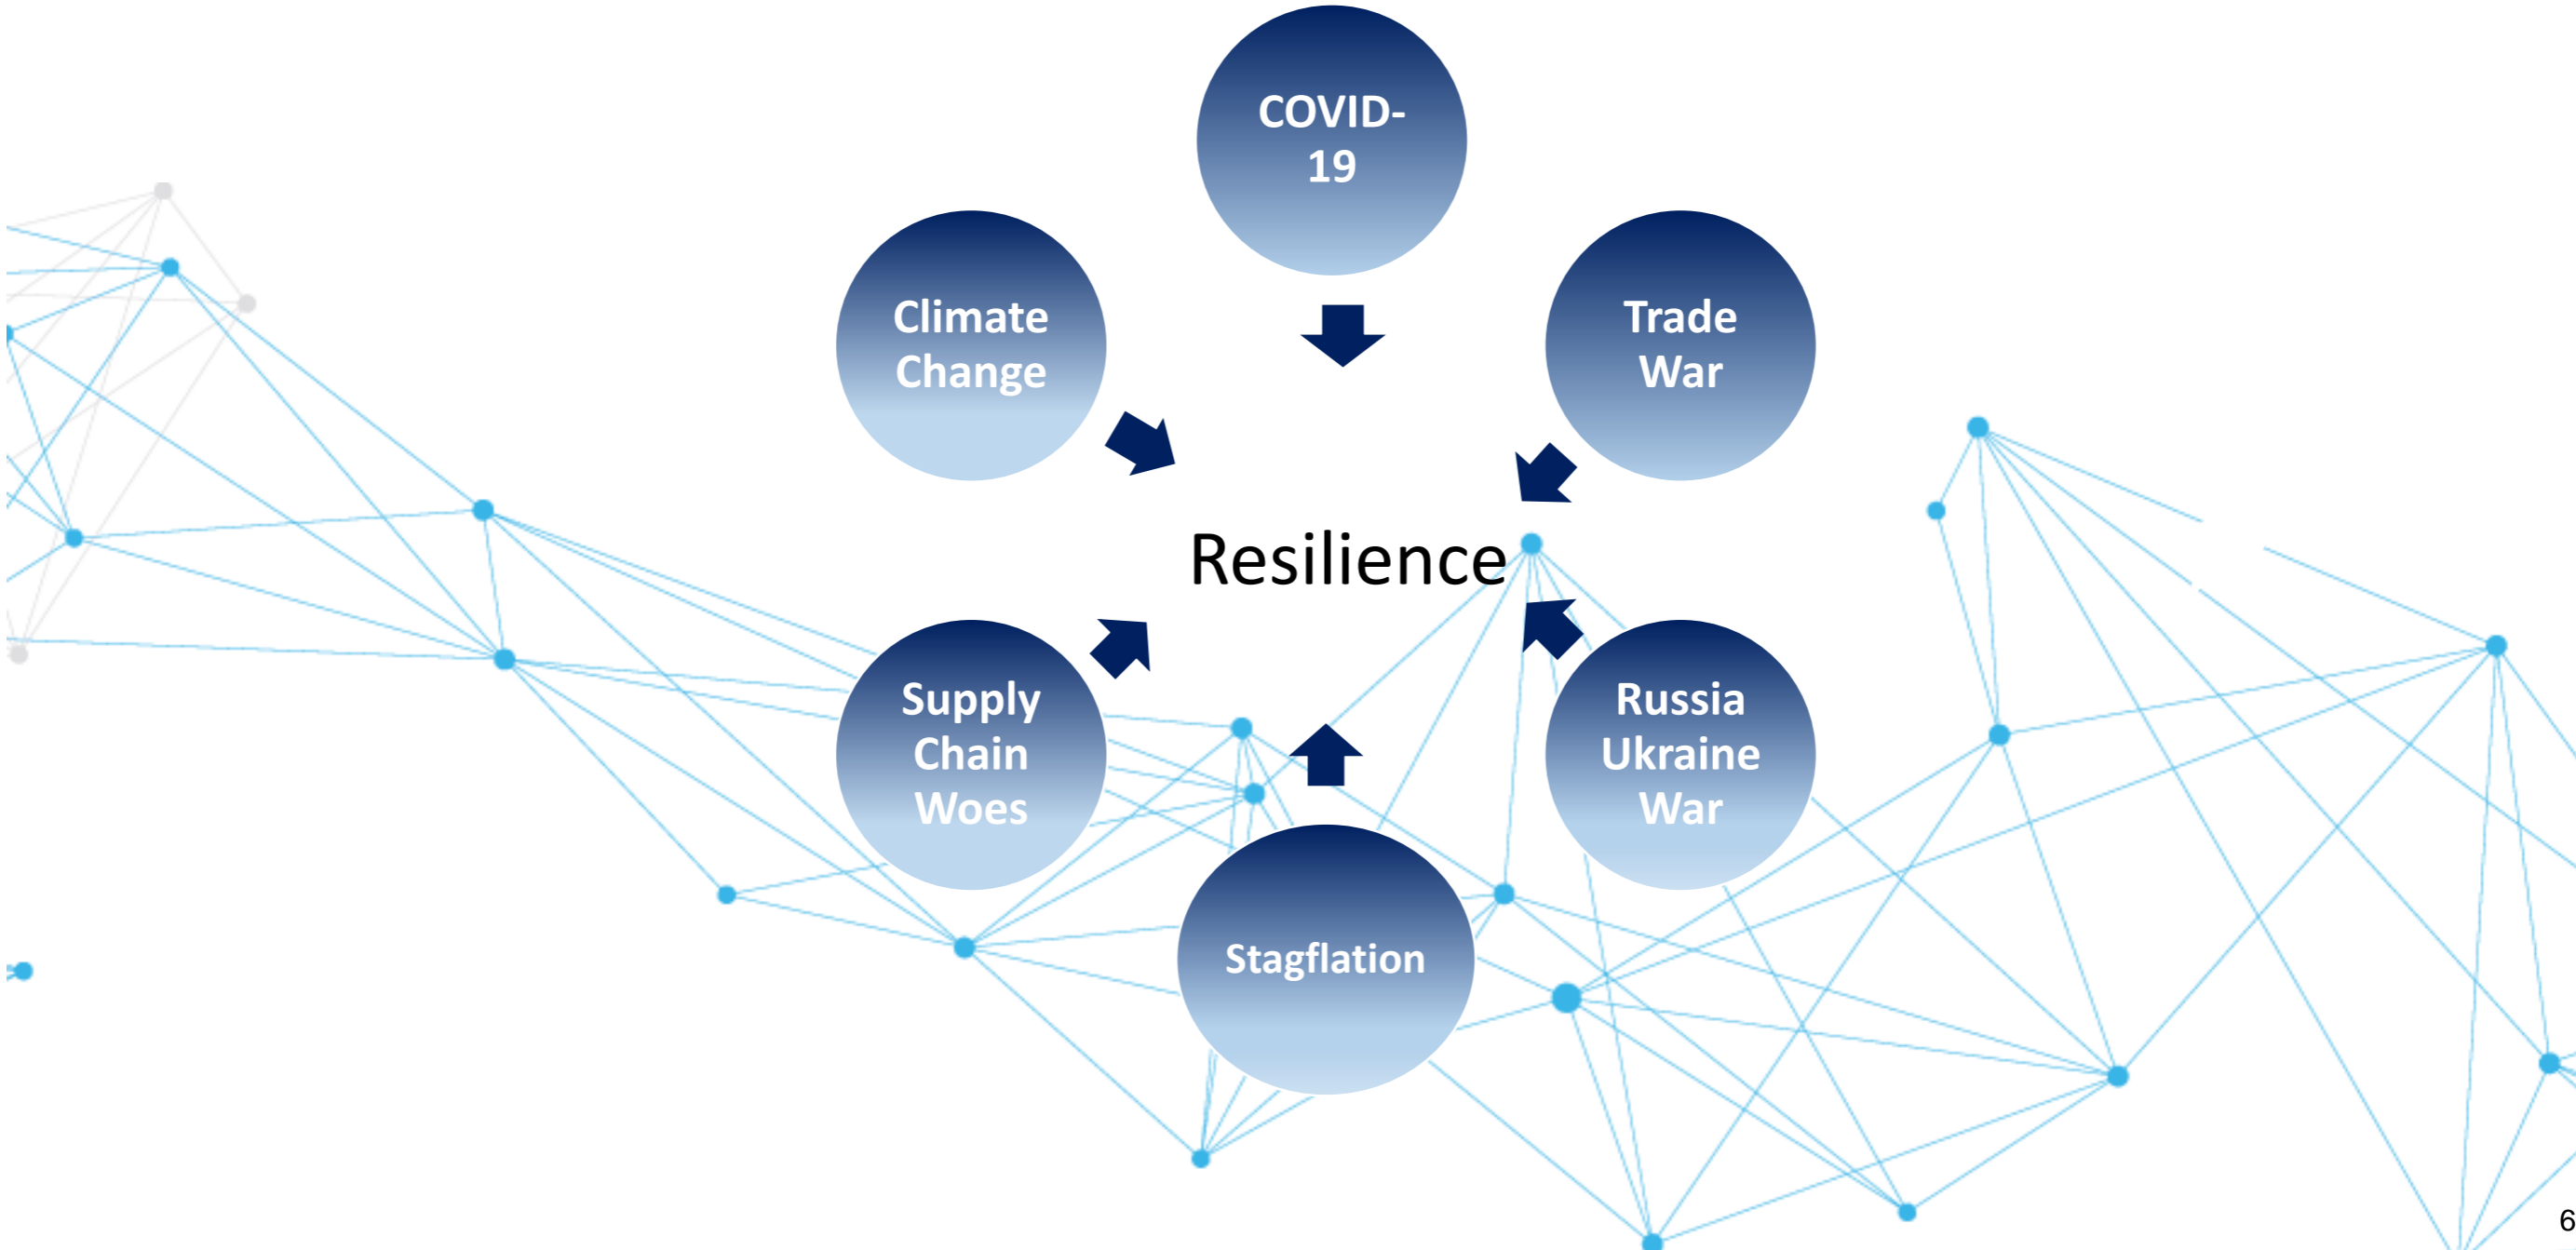 COVID-
19
Climate
Change
Trade
War
Resilience
Supply
Chain
Woes
Russia
Ukraine
War
Stagflation
6